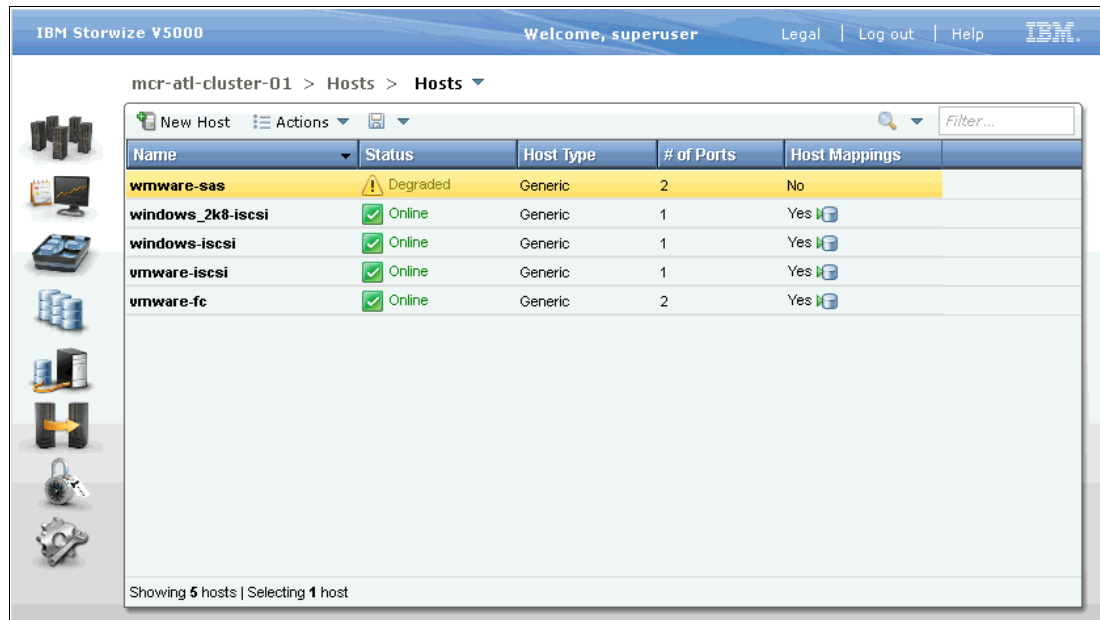 IBM Storwize V5000 Welcome, superuser Legal | Log out | Help IBM.
mcr-atl-cluster-01 > Hosts > Hosts
New Host Actions Filter...
Name Status Host Type # of Ports Host Mappings
wmware-sas Degraded Generic 2 No
windows_2k8-iscsi Online Generic 1 Yes
windows-iscsi Online Generic 1 Yes
vmware-iscsi Online Generic 1 Yes
vmware-fc Online Generic 2 Yes
Showing 5 hosts | Selecting 1 host